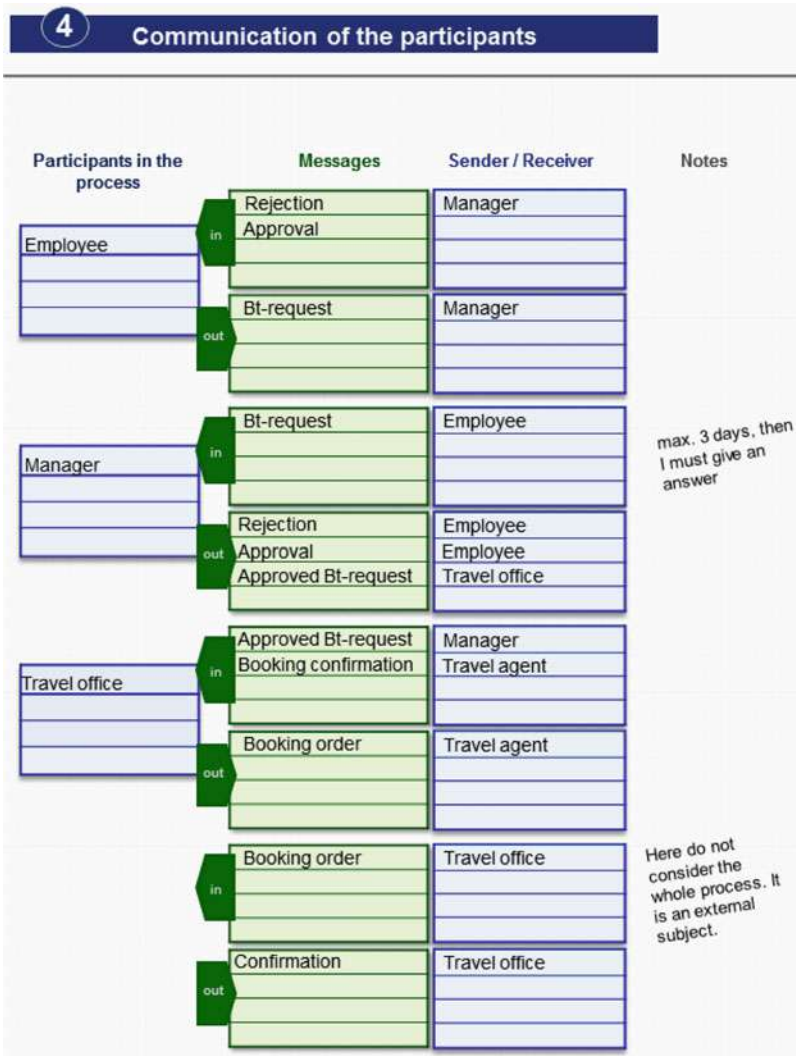 4
Communication of the participants
Participants in the
process
Messages
Sender / Receiver
Notes
Employee
in
Rejection
Manager
Approval
out
Bt-request
Manager
Manager
in
Bt-request
Employee
max. 3 days, then
I must give an
answer
out
Rejection
Employee
Approval
Employee
Approved Bt-request
Travel office
Travel office
in
Approved Bt-request
Manager
Booking confirmation
Travel agent
out
Booking order
Travel agent
in
Booking order
Travel office
Here do not
consider the
whole process. It
is an external
subject.
out
Confirmation
Travel office